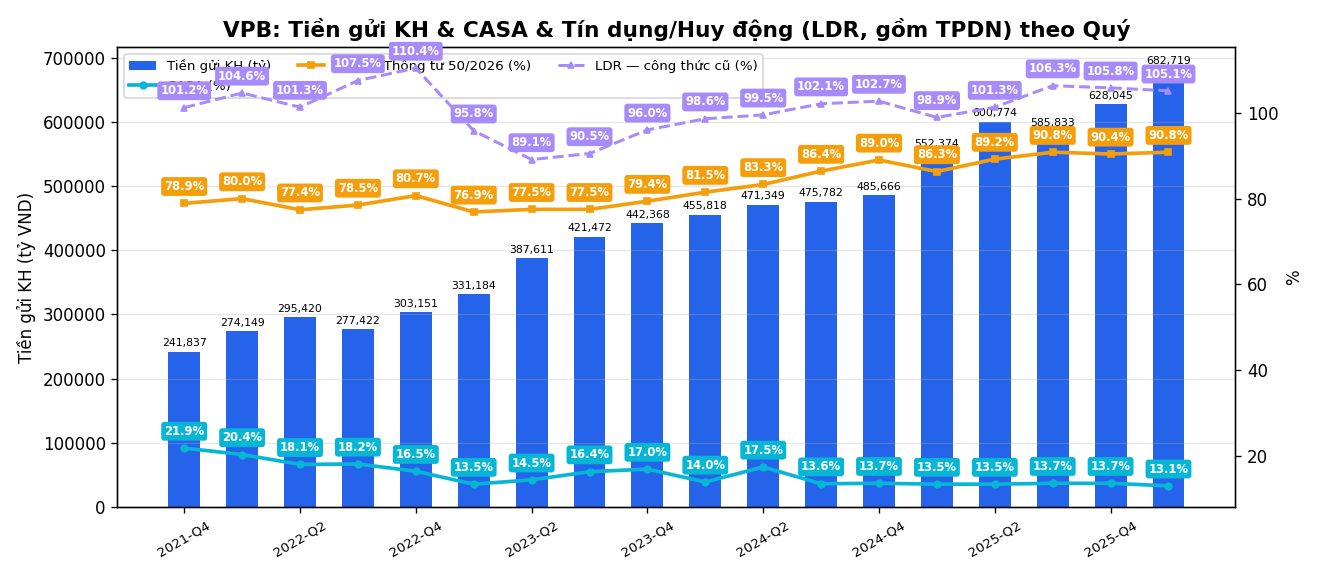 VPB: Tiền gửi KH & CASA & Tín dụng/Huy động (LDR, gồm TPDN) theo Quý
Tiền gửi KH (tỷ VND)
700000
600000
500000
400000
300000
200000
100000
0
Tiền gửi KH (tỷ)
Thông tư 50/2026 (%)
LDR — công thức cũ (%)
(%)
101.2% 104.6% 101.3% 107.5% 110.4% 95.8% 89.1% 90.5% 96.0% 98.6% 99.5% 102.1% 102.7% 98.9% 101.3% 106.3% 105.8% 105.1%
78.9% 80.0% 77.4% 78.5% 80.7% 76.9% 77.5% 77.5% 79.4% 81.5% 83.3% 86.4% 89.0% 86.3% 89.2% 90.8% 90.4% 90.8%
241,837 274,149 295,420 277,422 303,151 331,184 387,611 421,472 442,368 455,818 471,349 475,782 485,666 552,374 600,774 585,833 628,045 682,719
21.9% 20.4% 18.1% 18.2% 16.5% 13.5% 14.5% 16.4% 17.0% 14.0% 17.5% 13.6% 13.7% 13.5% 13.5% 13.7% 13.7% 13.1%
100
80
60
40
20
%
2021-Q4 2022-Q2 2022-Q4 2023-Q2 2023-Q4 2024-Q2 2024-Q4 2025-Q2 2025-Q4